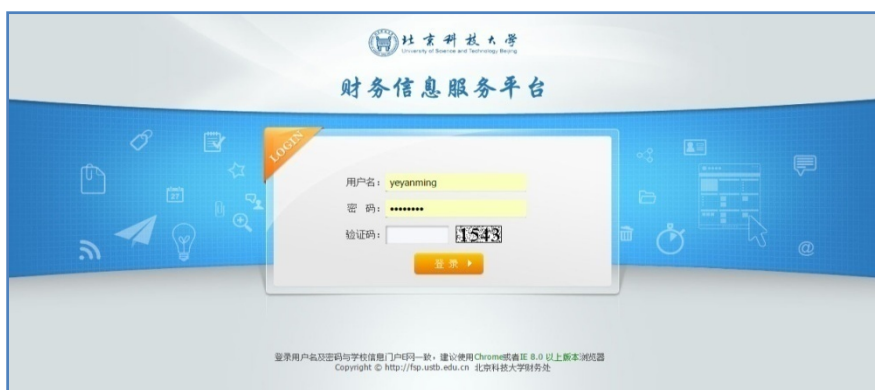 北京科技大学
University of Science and Technology Beijing
财务信息服务平台
LOGIN
用户名： yeyanming
密 码： ••••••••
验证码： 1543
登 录
27
@
登录用户名及密码与学校信息门户e网一致，建议使用Chrome或者IE 8.0 以上版本浏览器
Copyright © http://fsp.ustb.edu.cn 北京科技大学财务处